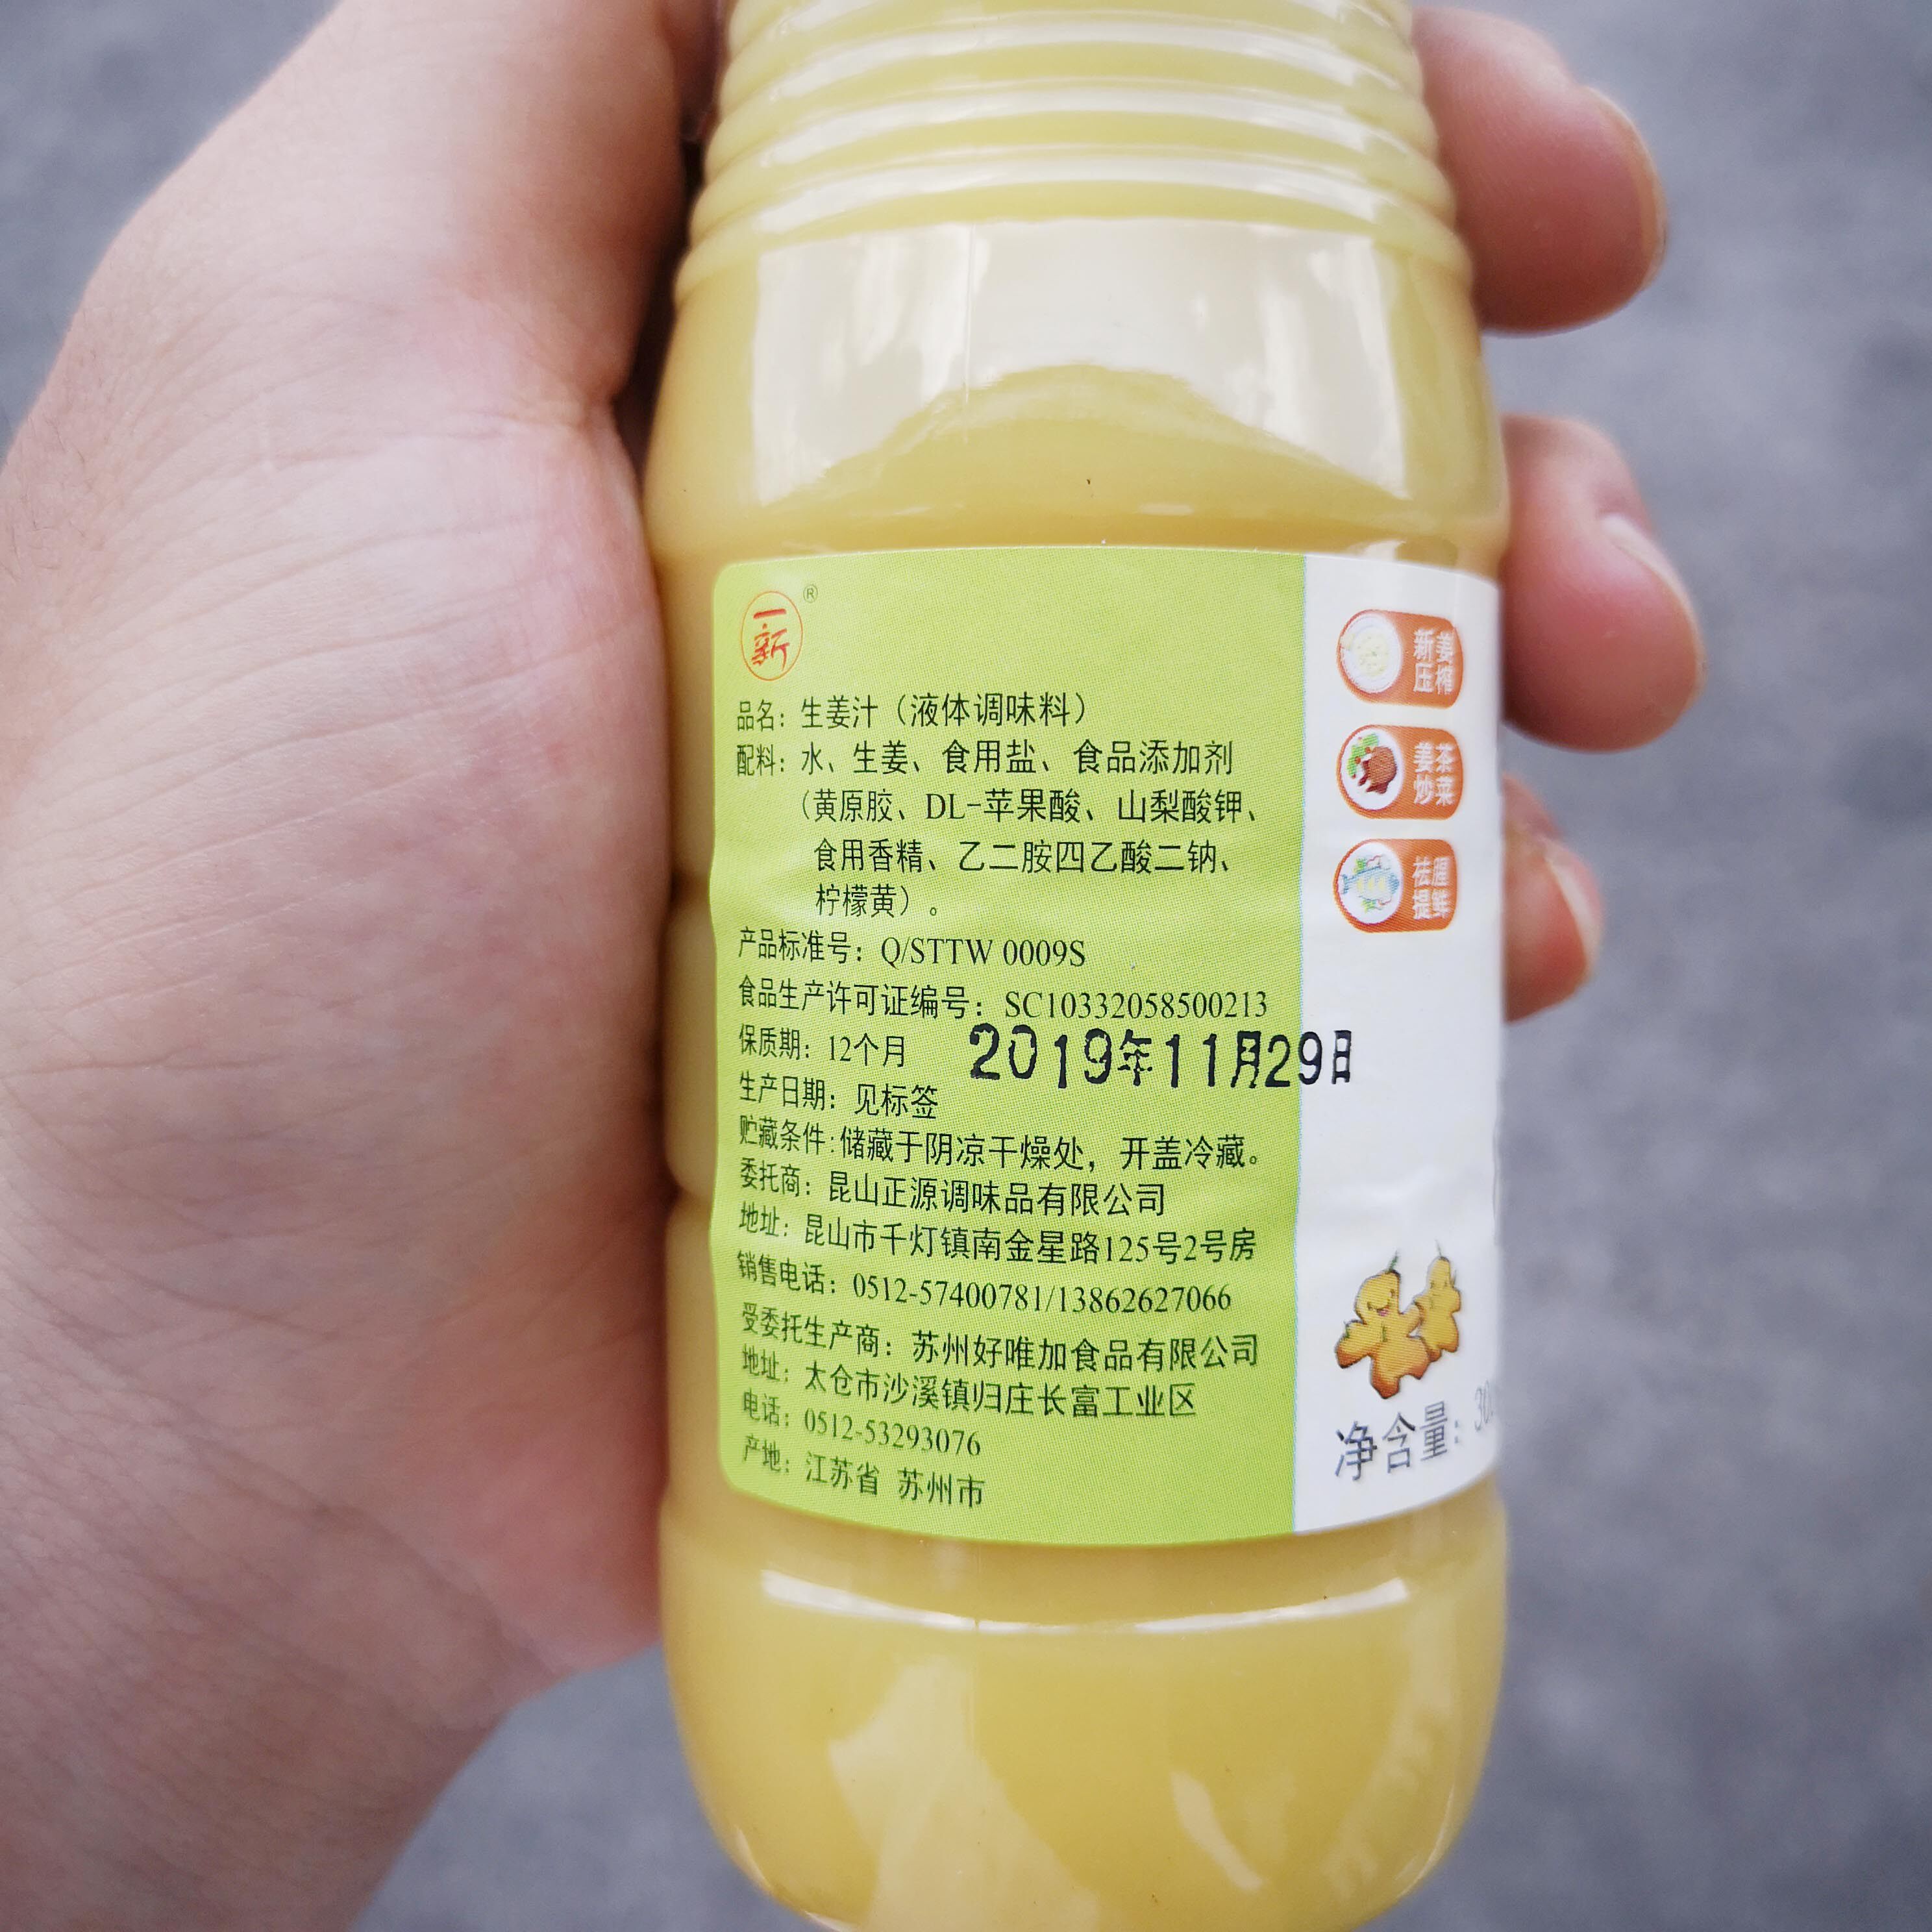 一新®
品名：生姜汁（液体调味料）
配料：水、生姜、食用盐、食品添加剂
（黄原胶、DL-苹果酸、山梨酸钾、
食用香精、乙二胺四乙酸二钠、
柠檬黄）。
产品标准号：Q/STTW 0009S
食品生产许可证编号：SC10332058500213
保质期：12个月
2019年11月29日
生产日期：见标签
贮藏条件:储藏于阴凉干燥处，开盖冷藏。
委托商：昆山正源调味品有限公司
地址：昆山市千灯镇南金星路125号2号房
销售电话：0512-57400781/13862627066
受委托生产商：苏州好唯加食品有限公司
地址：太仓市沙溪镇归庄长富工业区
电话：0512-53293076
产地：江苏省 苏州市
新姜
压榨
姜茶
炒菜
祛腥
提鲜
净含量：